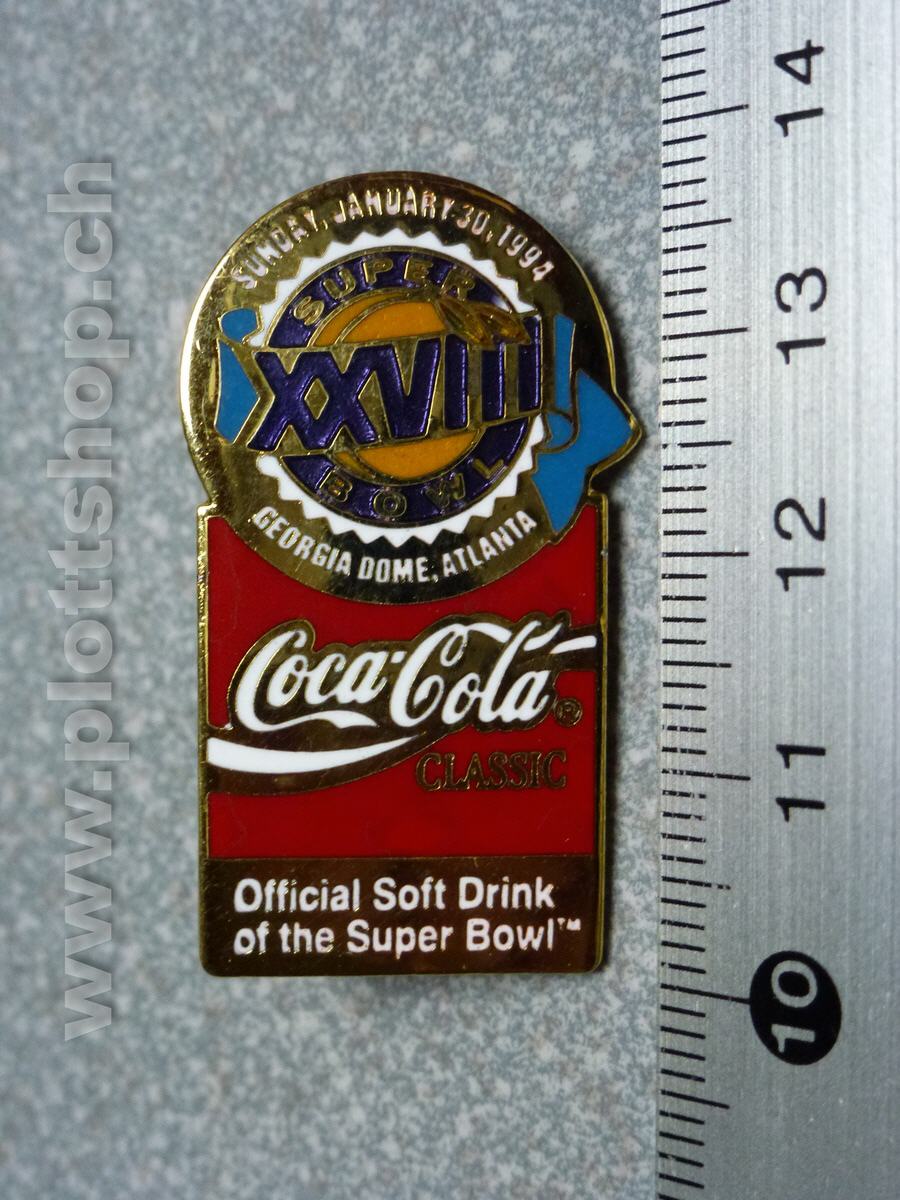 SUNDAY, JANUARY 30, 1994
SUPER
XXVIII
BOWL
GEORGIA DOME, ATLANTA
Coca-Cola®
CLASSIC
Official Soft Drink
of the Super Bowl™
14
13
12
11
10
www.plottshop.ch